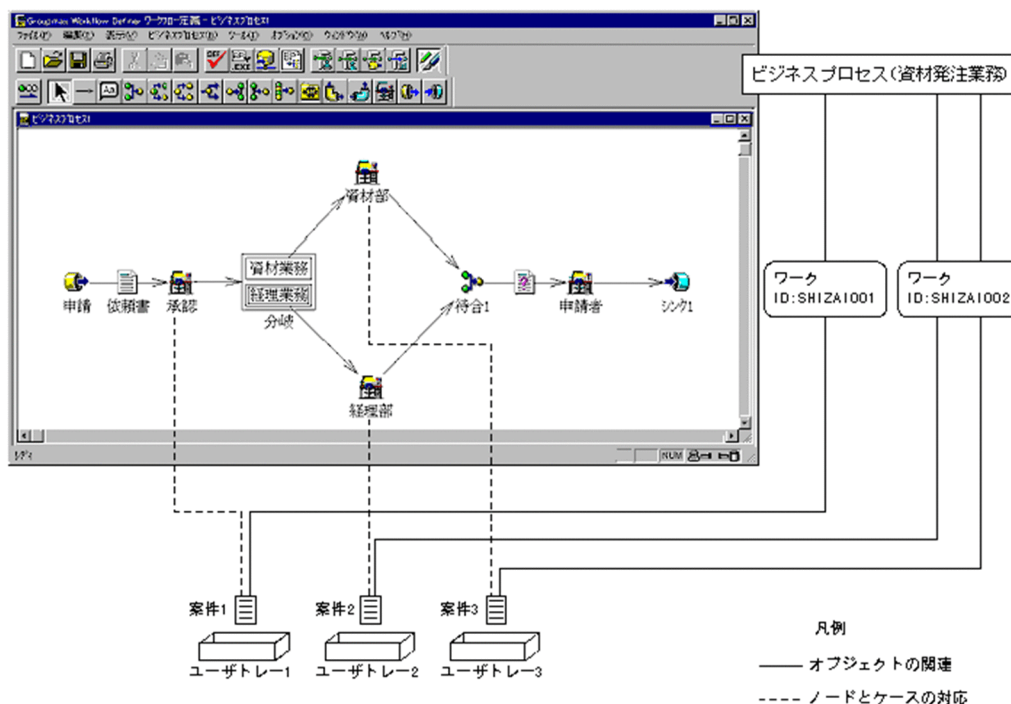 Groupmax Workflow Definer ワークフロー定義 - ビジネスプロセス1
ファイル(F) 編集(E) 表示(V) ビジネスプロセス(B) ツール(T) オプション(O) ウィンドウ(W) ヘルプ(H)
ビジネスプロセス1
ビジネスプロセス(資材発注業務)
資材部
資材業務
経理業務
申請
依頼書
承認
分岐
待合1
申請者
シンク1
経理部
ワーク
ID:SHIZAI001
ワーク
ID:SHIZAI002
レディ
NUM
案件1
案件2
案件3
ユーザトレー1
ユーザトレー2
ユーザトレー3
凡例
オブジェクトの関連
ノードとケースの対応